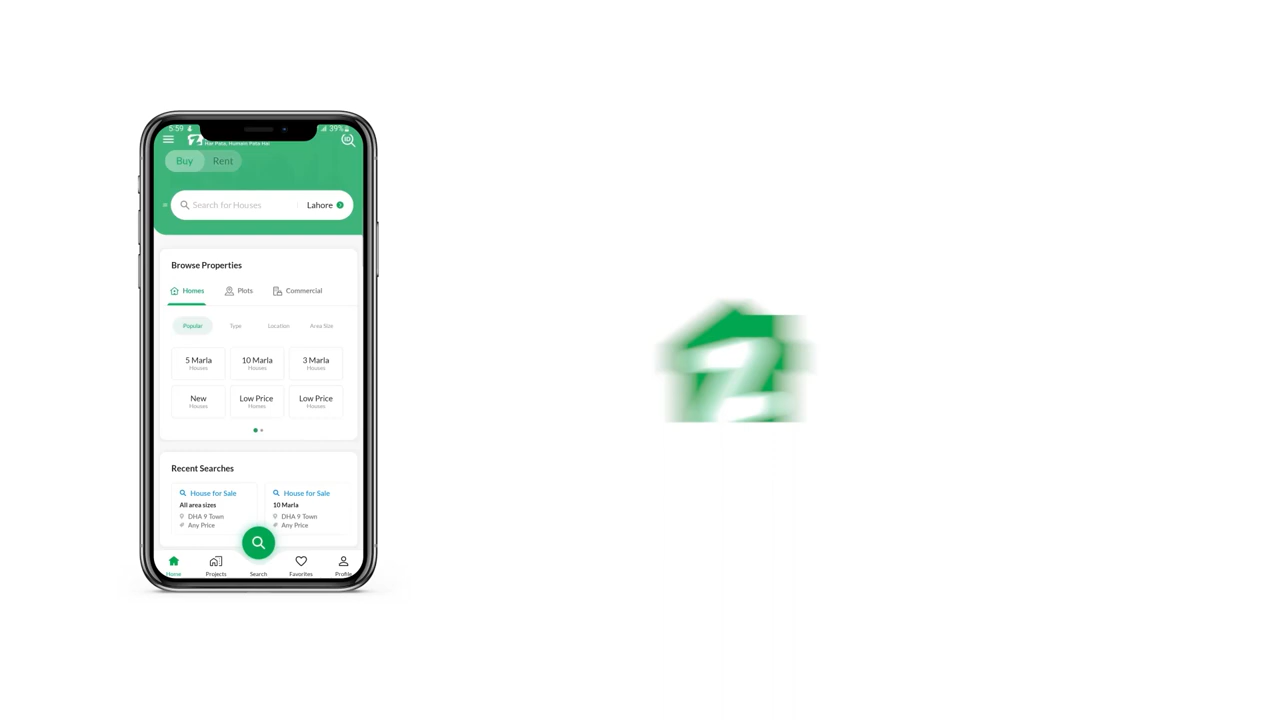 5:59
39%
Har Pata, Humain Pata Hai
Buy Rent
Search for Houses Lahore
Browse Properties
Homes Plots Commercial
Popular Type Location Area Size
5 Marla 10 Marla 3 Marla
Houses Houses Houses
New Low Price Low Price
Houses Homes Houses
Recent Searches
House for Sale House for Sale
All area sizes 10 Marla
DHA 9 Town DHA 9 Town
Any Price Any Price
Home Projects Search Favorites Profile